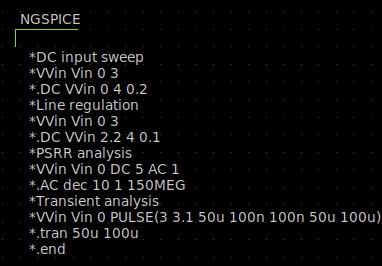 NGSPICE
*DC input sweep
*VVin Vin 0 3
*.DC VVin 0 4 0.2
*Line regulation
*VVin Vin 0 3
*.DC VVin 2.2 4 0.1
*PSRR analysis
*VVin Vin 0 DC 5 AC 1
*.AC dec 10 1 150MEG
*Transient analysis
*VVin Vin 0 PULSE(3 3.1 50u 100n 100n 50u 100u)
*.tran 50u 100u
*.end